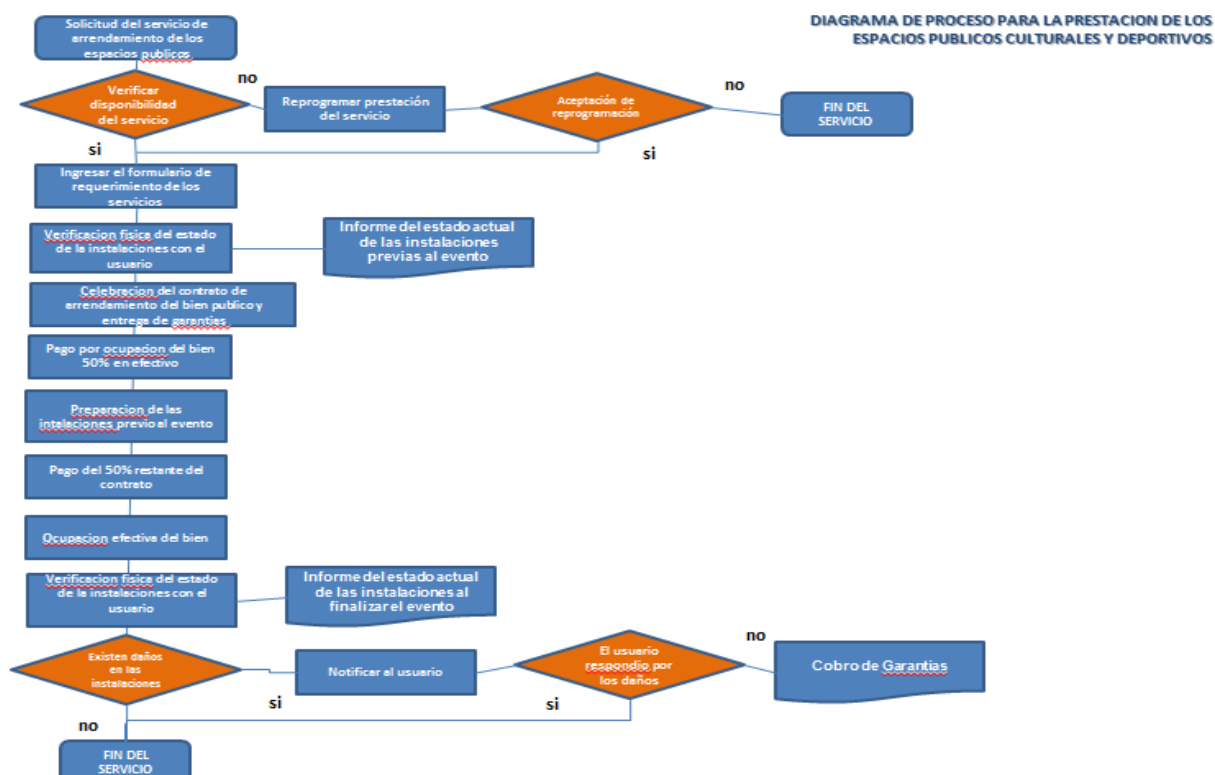 DIAGRAMA DE PROCESO PARA LA PRESTACION DE LOS
ESPACIOS PUBLICOS CULTURALES Y DEPORTIVOS
Solicitud del servicio de
arrendamiento de los
espacios publicos
Verificar
disponibilidad
del servicio
no
Reprogramar prestación
del servicio
Aceptación de
reprogramación
no
FIN DEL
SERVICIO
si
si
Ingresar el formulario de
requerimiento de los
servicios
Verificacion fisica del estado
de la instalaciones con el
usuario
Informe del estado actual
de las instalaciones
previas al evento
Celebracion del contrato de
arrendamiento del bien publico y
entrega de garantias
Pago por ocupacion del bien
50% en efectivo
Preparacion de las
intalaciones previo al evento
Pago del 50% restante del
contrato
Ocupacion efectiva del bien
Verificacion fisica del estado
de la instalaciones con el
usuario
Informe del estado actual
de las instalaciones al
finalizar el evento
Existen daños
en las
instalaciones
si
Notificar al usuario
El usuario
respondio por
los daños
no
Cobro de Garantias
si
no
FIN DEL
SERVICIO